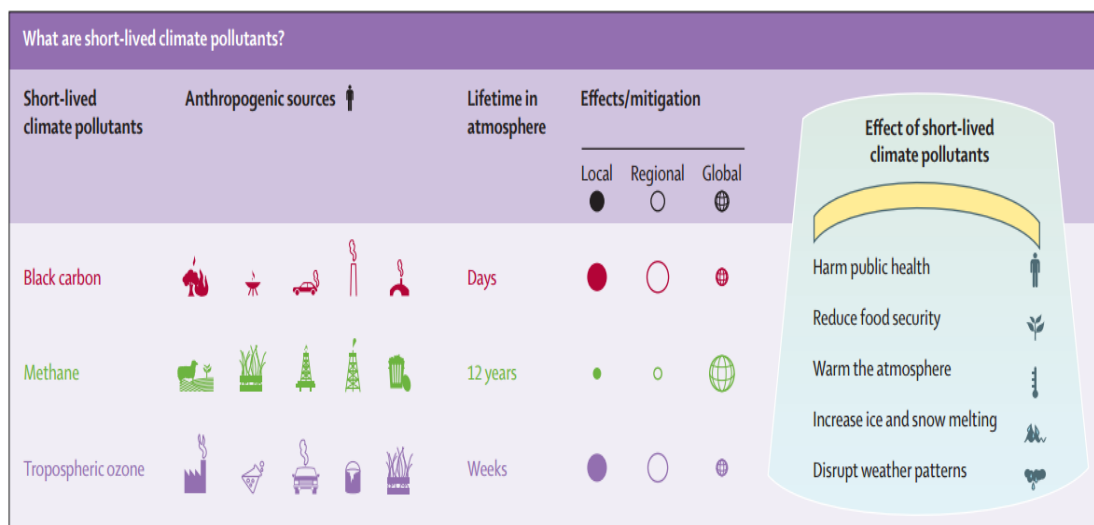 What are short-lived climate pollutants?
Short-lived
climate pollutants
Anthropogenic sources
Lifetime in
atmosphere
Effects/mitigation
Local
Regional
Global
Black carbon
Days
Methane
12 years
Tropospheric ozone
Weeks
Effect of short-lived
climate pollutants
Harm public health
Reduce food security
Warm the atmosphere
Increase ice and snow melting
Disrupt weather patterns